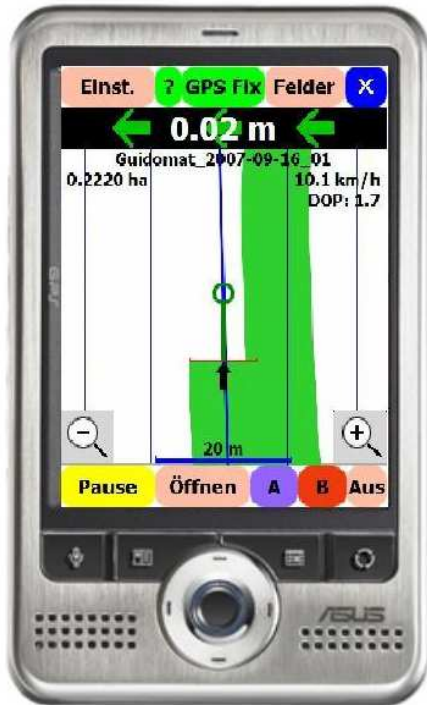 Einst. ? GPS Fix Felder X
0.02 m
Guidomat_2007-09-16_01
0.2220 ha 10.1 km/h
DOP: 1.7
20 m
Pause Öffnen A B Aus
GPS
ASUS